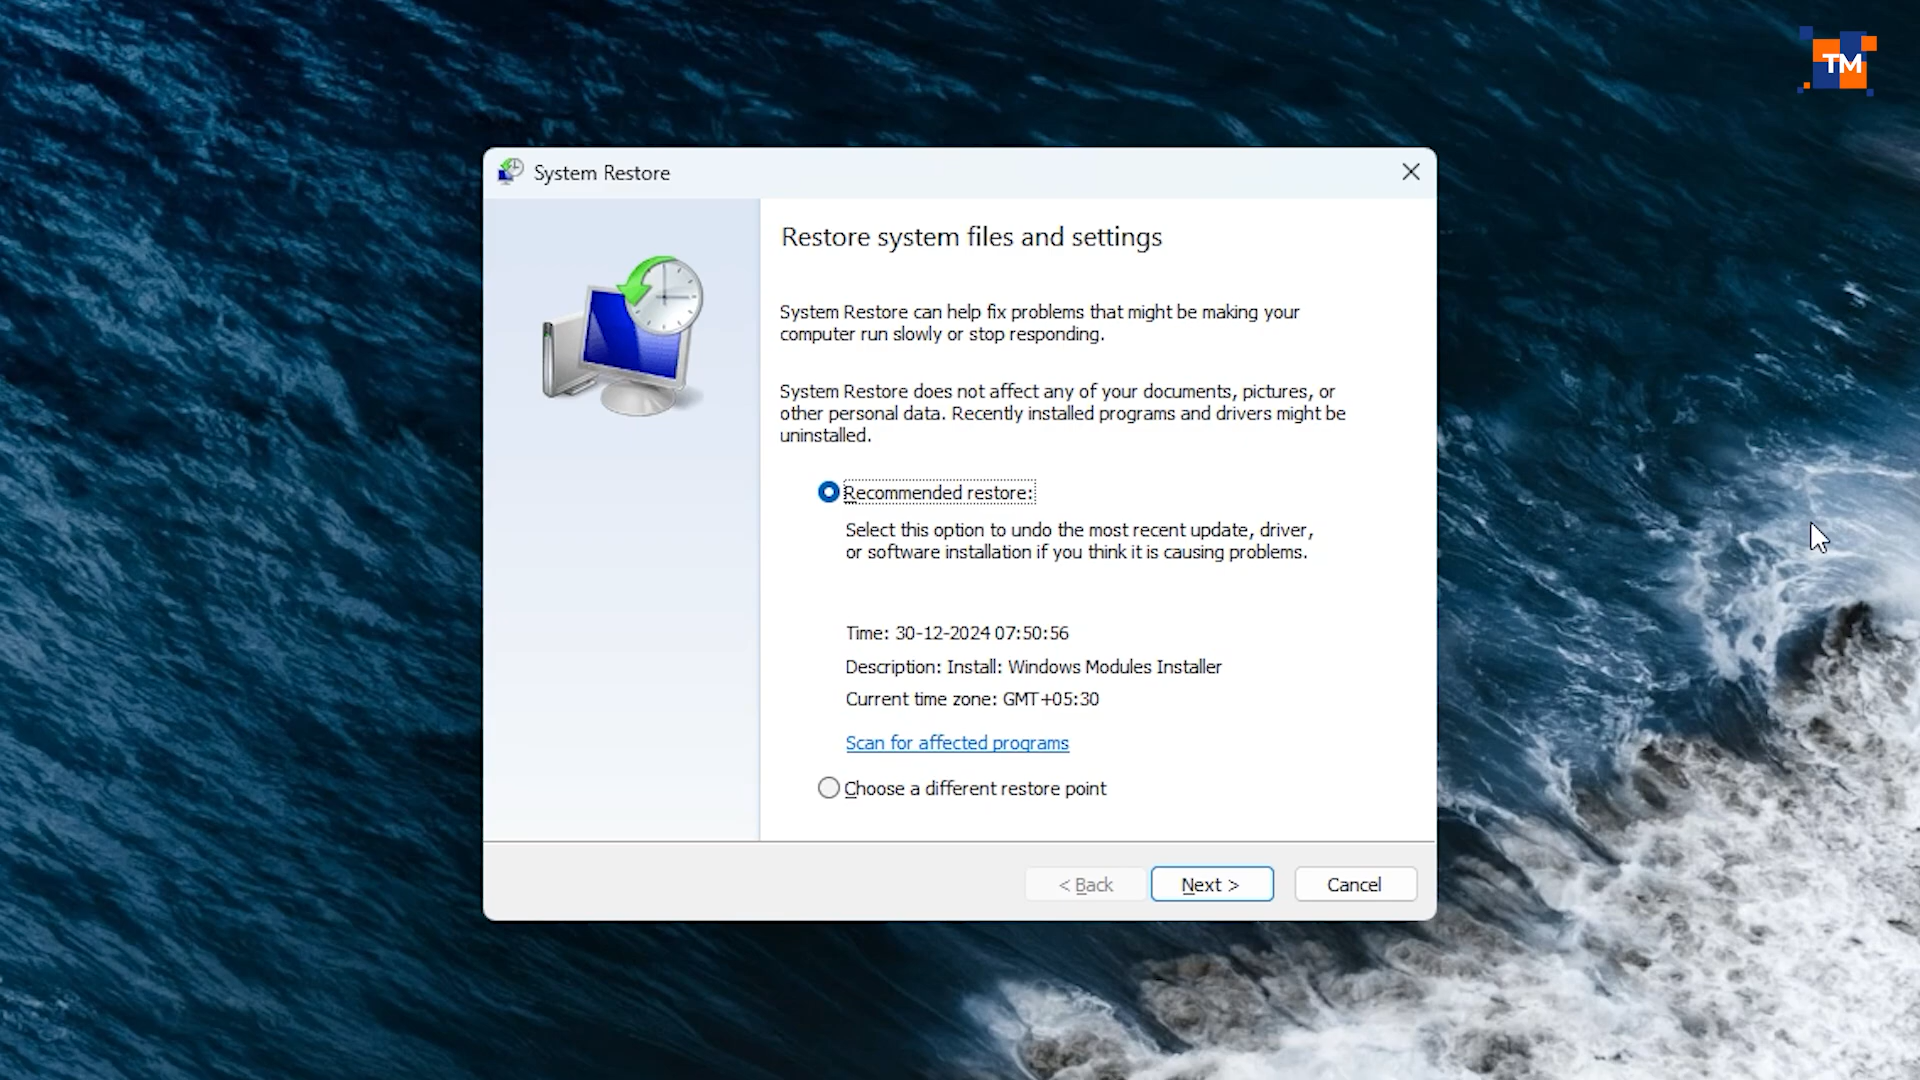 TM
System Restore
Restore system files and settings
System Restore can help fix problems that might be making your
computer run slowly or stop responding.
System Restore does not affect any of your documents, pictures, or
other personal data. Recently installed programs and drivers might be
uninstalled.
Recommended restore:
Select this option to undo the most recent update, driver,
or software installation if you think it is causing problems.
Time: 30-12-2024 07:50:56
Description: Install: Windows Modules Installer
Current time zone: GMT+05:30
Scan for affected programs
Choose a different restore point
< Back Next > Cancel